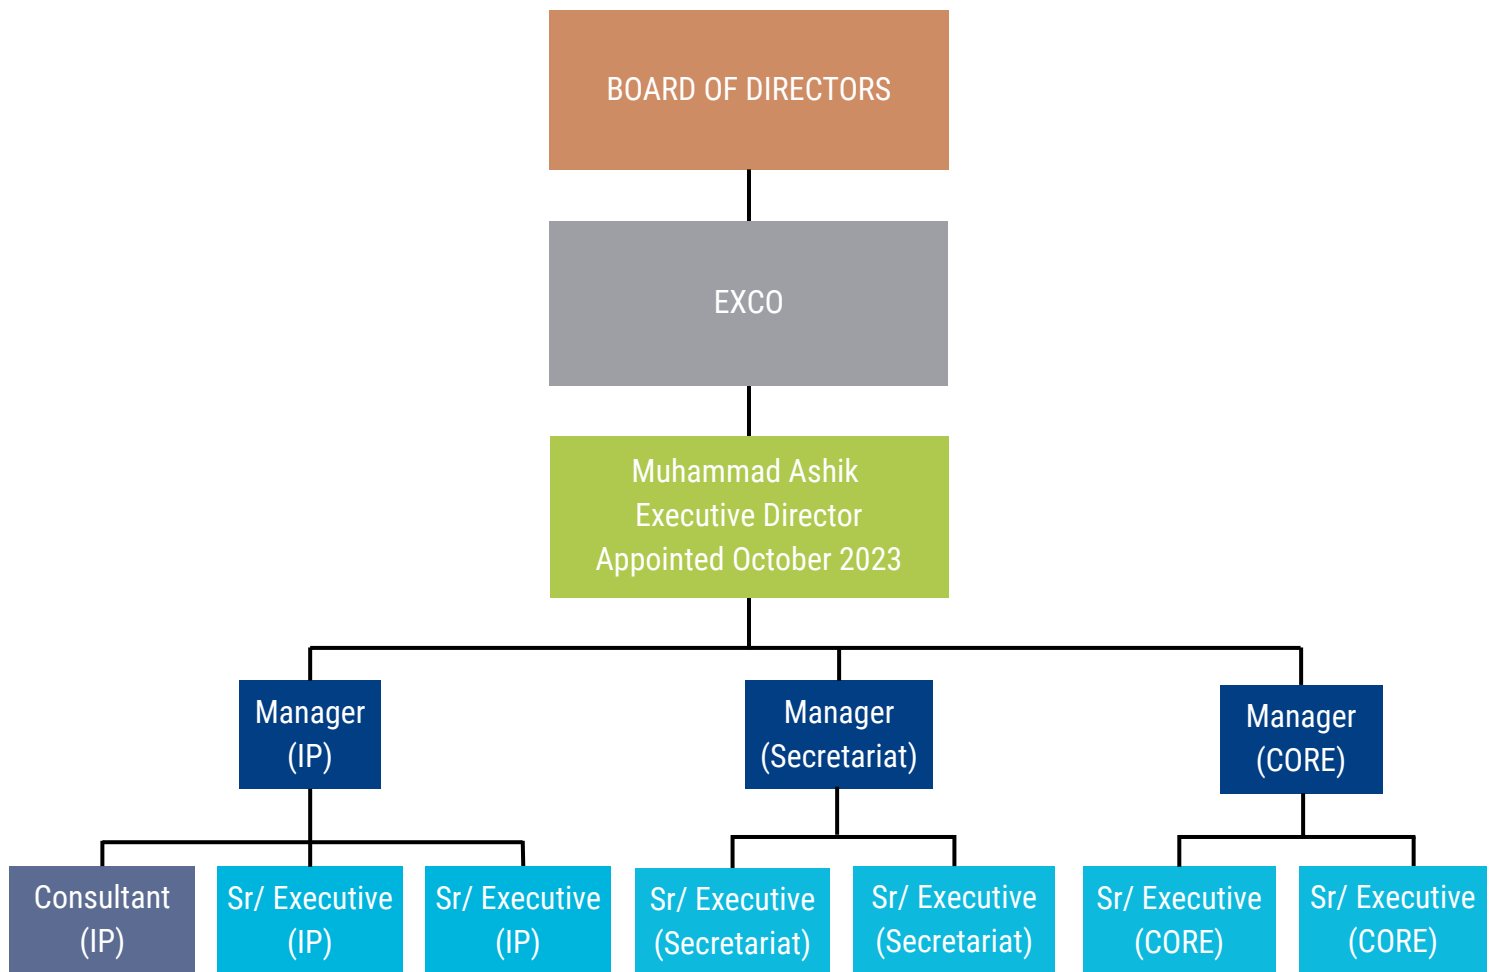 BOARD OF DIRECTORS
EXCO
Muhammad Ashik
Executive Director
Appointed October 2023
Manager
(IP)
Manager
(Secretariat)
Manager
(CORE)
Consultant
(IP)
Sr/ Executive
(IP)
Sr/ Executive
(IP)
Sr/ Executive
(Secretariat)
Sr/ Executive
(Secretariat)
Sr/ Executive
(CORE)
Sr/ Executive
(CORE)